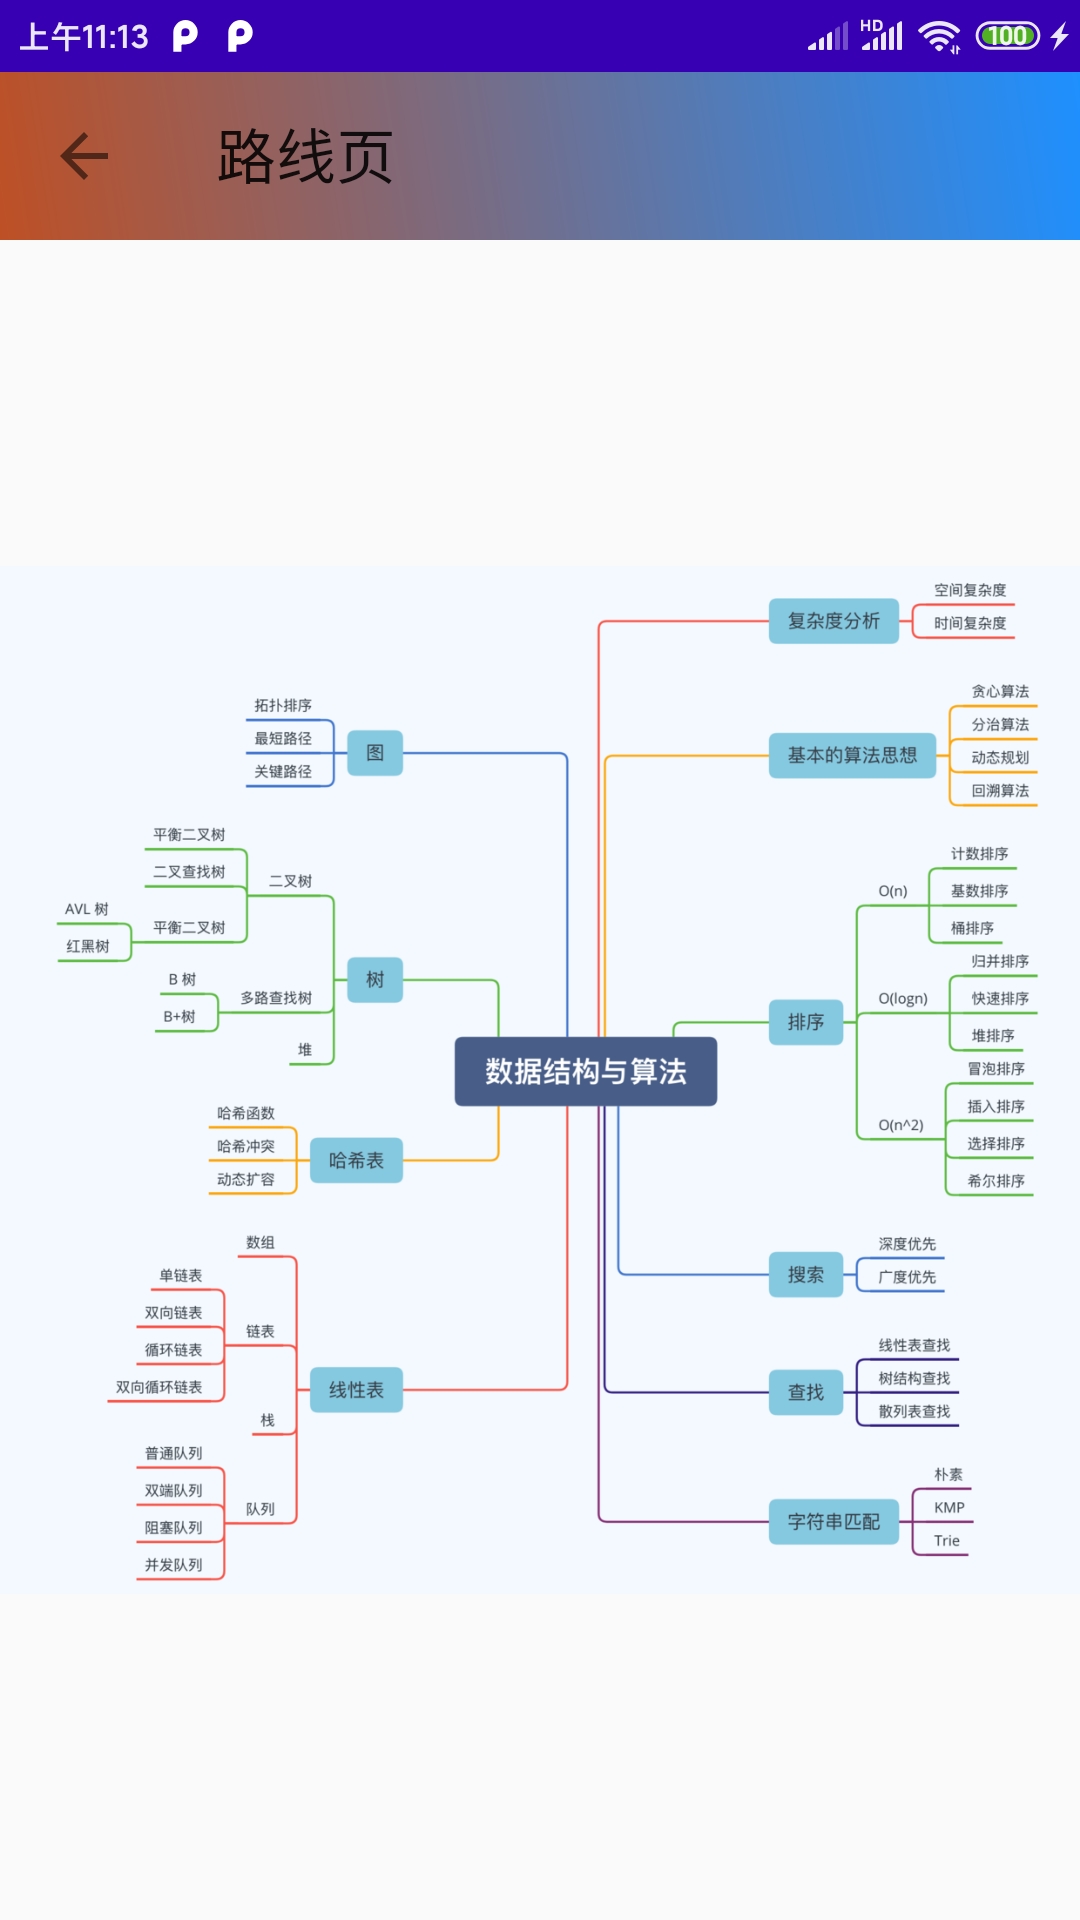 上午11:13
HD
100
路线页
数据结构与算法
图
拓扑排序
最短路径
关键路径
树
二叉树
平衡二叉树
二叉查找树
平衡二叉树
AVL 树
红黑树
多路查找树
B 树
B+树
堆
哈希表
哈希函数
哈希冲突
动态扩容
线性表
数组
链表
单链表
双向链表
循环链表
双向循环链表
栈
队列
普通队列
双端队列
阻塞队列
并发队列
复杂度分析
空间复杂度
时间复杂度
基本的算法思想
贪心算法
分治算法
动态规划
回溯算法
排序
O(n)
计数排序
基数排序
桶排序
O(logn)
归并排序
快速排序
堆排序
O(n^2)
冒泡排序
插入排序
选择排序
希尔排序
搜索
深度优先
广度优先
查找
线性表查找
树结构查找
散列表查找
字符串匹配
朴素
KMP
Trie